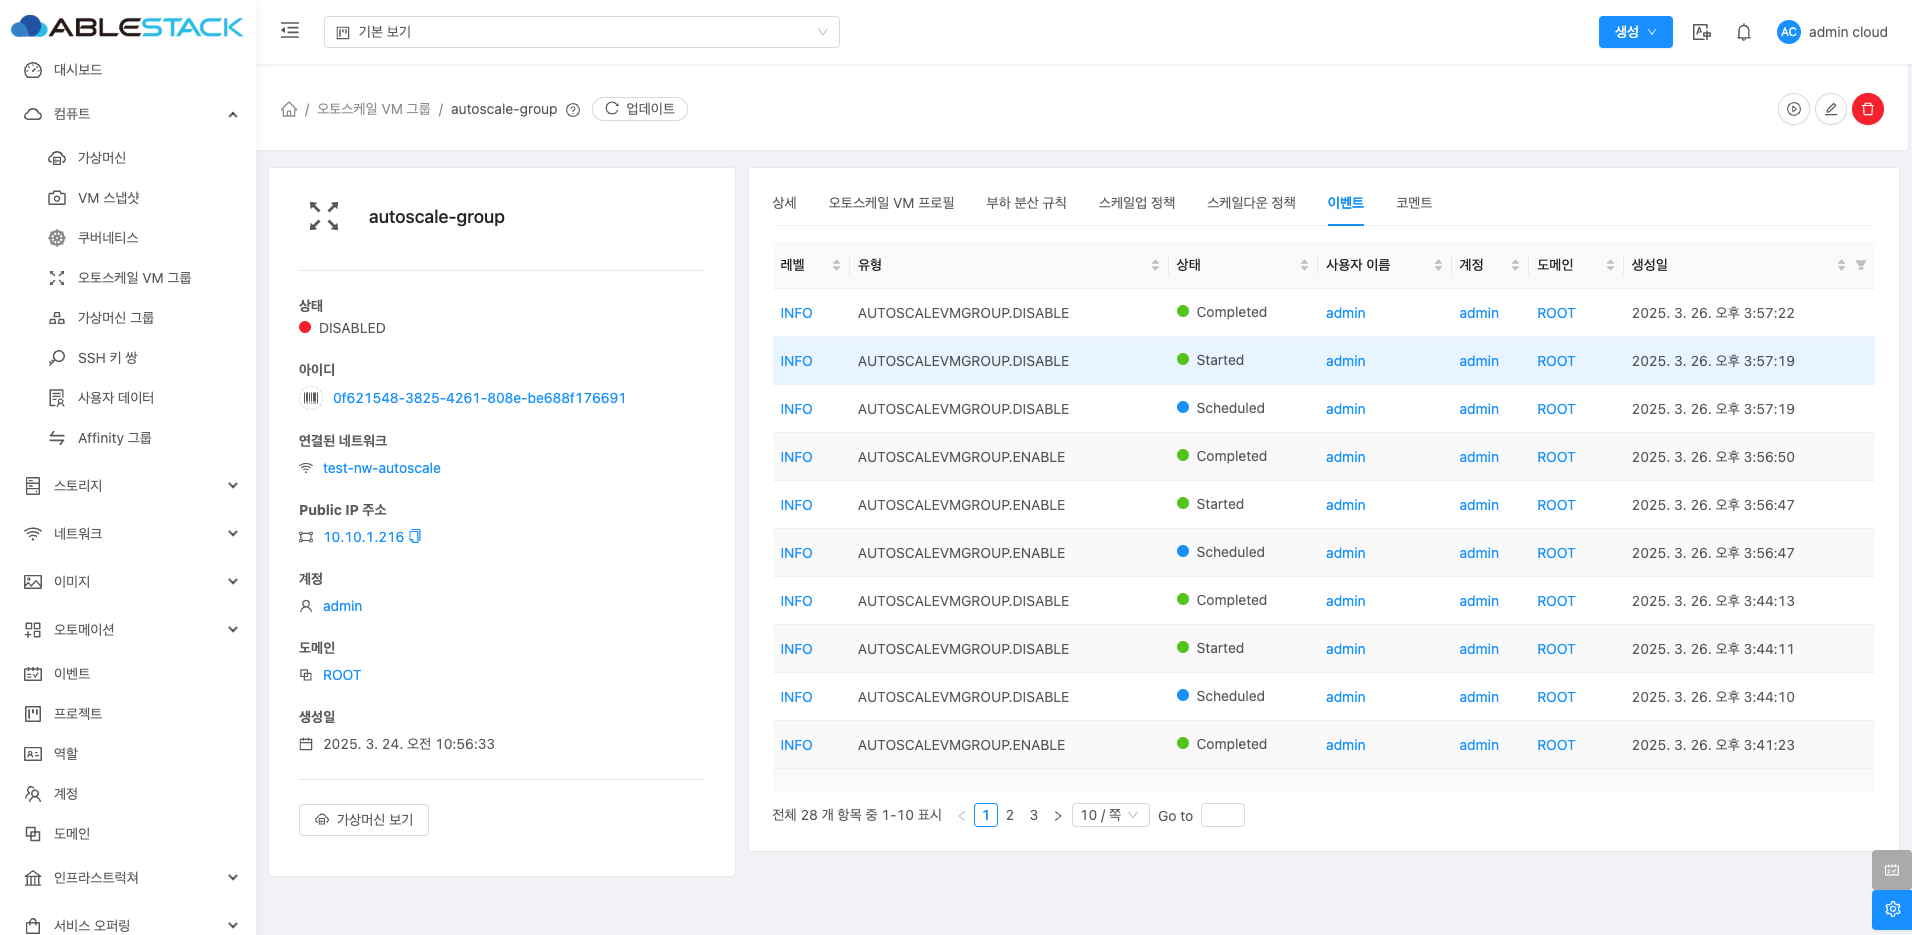 ABLESTACK
기본 보기
생성
AC
admin cloud
대시보드
컴퓨트
가상머신
VM 스냅샷
쿠버네티스
오토스케일 VM 그룹
가상머신 그룹
SSH 키 쌍
사용자 데이터
Affinity 그룹
스토리지
네트워크
이미지
오토메이션
이벤트
프로젝트
역할
계정
도메인
인프라스트럭쳐
서비스 오퍼링
/ 오토스케일 VM 그룹 / autoscale-group
업데이트
autoscale-group
상태
DISABLED
아이디
0f621548-3825-4261-808e-be688f176691
연결된 네트워크
test-nw-autoscale
Public IP 주소
10.10.1.216
계정
admin
도메인
ROOT
생성일
2025. 3. 24. 오전 10:56:33
가상머신 보기
상세 오토스케일 VM 프로필 부하 분산 규칙 스케일업 정책 스케일다운 정책 이벤트 코멘트
레벨 유형 상태 사용자 이름 계정 도메인 생성일
INFO AUTOSCALEVMGROUP.DISABLE Completed admin admin ROOT 2025. 3. 26. 오후 3:57:22
INFO AUTOSCALEVMGROUP.DISABLE Started admin admin ROOT 2025. 3. 26. 오후 3:57:19
INFO AUTOSCALEVMGROUP.DISABLE Scheduled admin admin ROOT 2025. 3. 26. 오후 3:57:19
INFO AUTOSCALEVMGROUP.ENABLE Completed admin admin ROOT 2025. 3. 26. 오후 3:56:50
INFO AUTOSCALEVMGROUP.ENABLE Started admin admin ROOT 2025. 3. 26. 오후 3:56:47
INFO AUTOSCALEVMGROUP.ENABLE Scheduled admin admin ROOT 2025. 3. 26. 오후 3:56:47
INFO AUTOSCALEVMGROUP.DISABLE Completed admin admin ROOT 2025. 3. 26. 오후 3:44:13
INFO AUTOSCALEVMGROUP.DISABLE Started admin admin ROOT 2025. 3. 26. 오후 3:44:11
INFO AUTOSCALEVMGROUP.DISABLE Scheduled admin admin ROOT 2025. 3. 26. 오후 3:44:10
INFO AUTOSCALEVMGROUP.ENABLE Completed admin admin ROOT 2025. 3. 26. 오후 3:41:23
전체 28 개 항목 중 1-10 표시 1 2 3 10 / 쪽 Go to